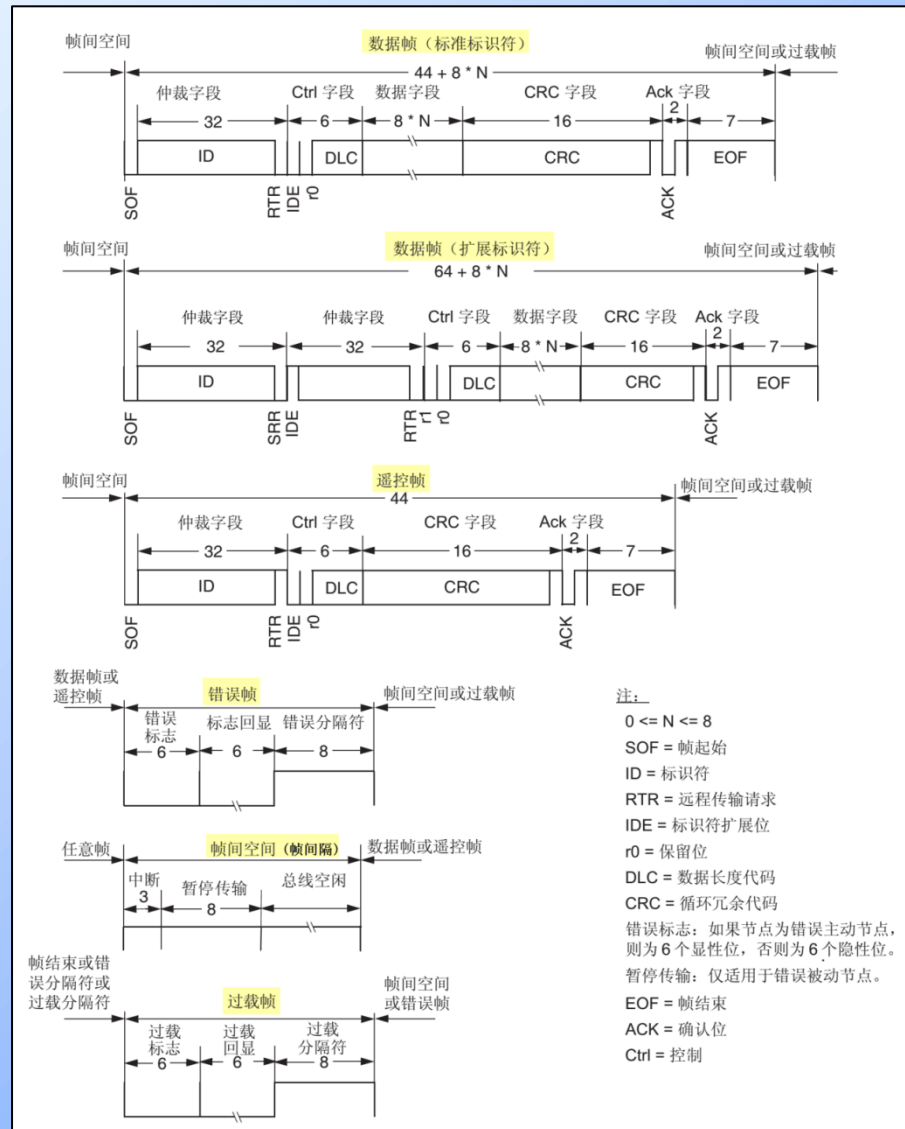 帧间空间
数据帧（标准标识符）
帧间空间或过载帧
44 + 8 * N
仲裁字段 Ctrl 字段 数据字段 CRC 字段 Ack 字段
32 6 8 * N 16 2 7
ID DLC CRC EOF
SOF RTR IDE r0 ACK
帧间空间
数据帧（扩展标识符）
帧间空间或过载帧
64 + 8 * N
仲裁字段 仲裁字段 Ctrl 字段 数据字段 CRC 字段 Ack 字段
32 32 6 8 * N 16 2 7
ID DLC CRC EOF
SOF SRR IDE RTR r1 r0 ACK
帧间空间
遥控帧
帧间空间或过载帧
44
仲裁字段 Ctrl 字段 CRC 字段 Ack 字段
32 6 16 2 7
ID DLC CRC EOF
SOF RTR IDE r0 ACK
数据帧或
遥控帧
错误帧
帧间空间或过载帧
错误
标志
标志回显 错误分隔符
6 6 8
任意帧
帧间空间（帧间隔）
数据帧或遥控帧
中断 暂停传输 总线空闲
3 8
帧结束或错
误分隔符或
过载分隔符
过载帧
帧间空间
或错误帧
过载
标志
过载
回显
过载
分隔符
6 6 8
注：
0 <= N <= 8
SOF = 帧起始
ID = 标识符
RTR = 远程传输请求
IDE = 标识符扩展位
r0 = 保留位
DLC = 数据长度代码
CRC = 循环冗余代码
错误标志：如果节点为错误主动节点，
则为 6 个显性位，否则为 6 个隐性位。
暂停传输：仅适用于错误被动节点。
EOF = 帧结束
ACK = 确认位
Ctrl = 控制